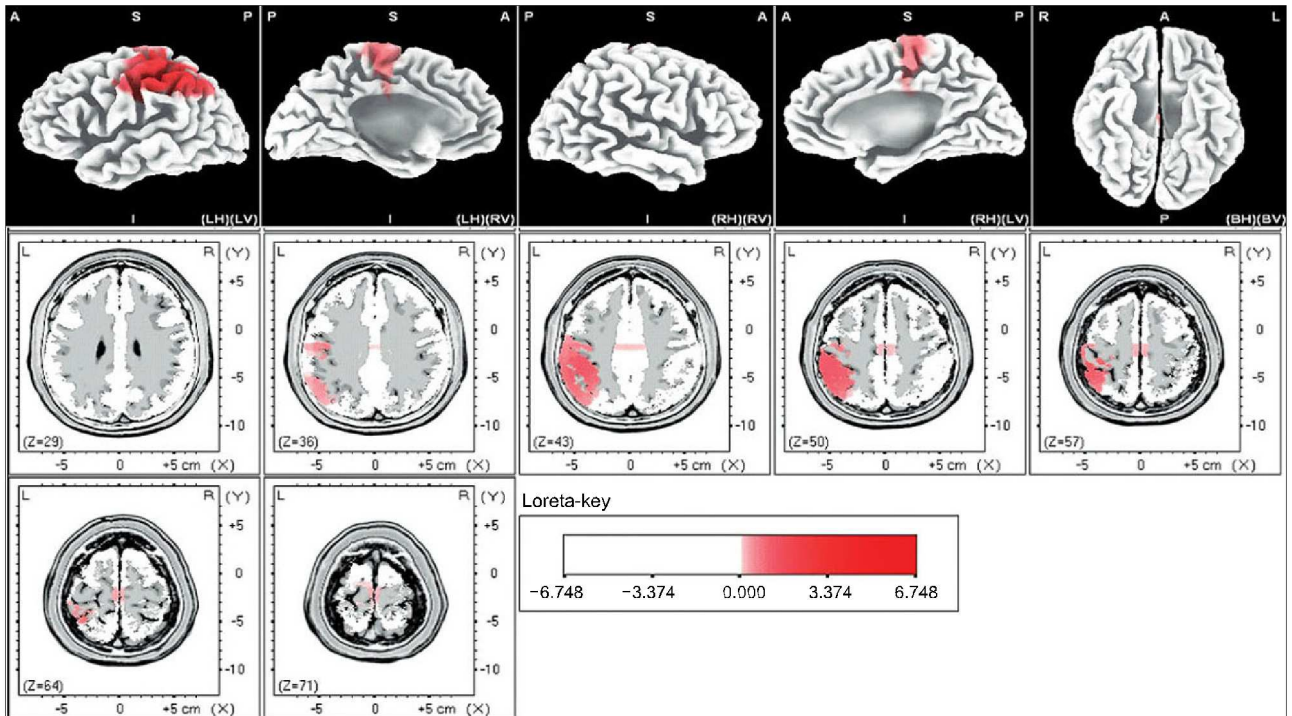 A S P
P S A
P S A
A S P
R A L
I (LH)(LV)
I (LH)(RV)
I (RH)(RV)
I (RH)(LV)
P (BH)(BV)
L R (Y)
+5
0
-5
-10
(Z=29)
-5 0 +5 cm (X)
L R (Y)
+5
0
-5
-10
(Z=36)
-5 0 +5 cm (X)
L R (Y)
+5
0
-5
-10
(Z=43)
-5 0 +5 cm (X)
L R (Y)
+5
0
-5
-10
(Z=50)
-5 0 +5 cm (X)
L R (Y)
+5
0
-5
-10
(Z=57)
-5 0 +5 cm (X)
L R (Y)
+5
0
-5
-10
(Z=64)
-5 0 +5 cm (X)
L R (Y)
+5
0
-5
-10
(Z=71)
-5 0 +5 cm (X)
Loreta-key
−6.748 −3.374 0.000 3.374 6.748